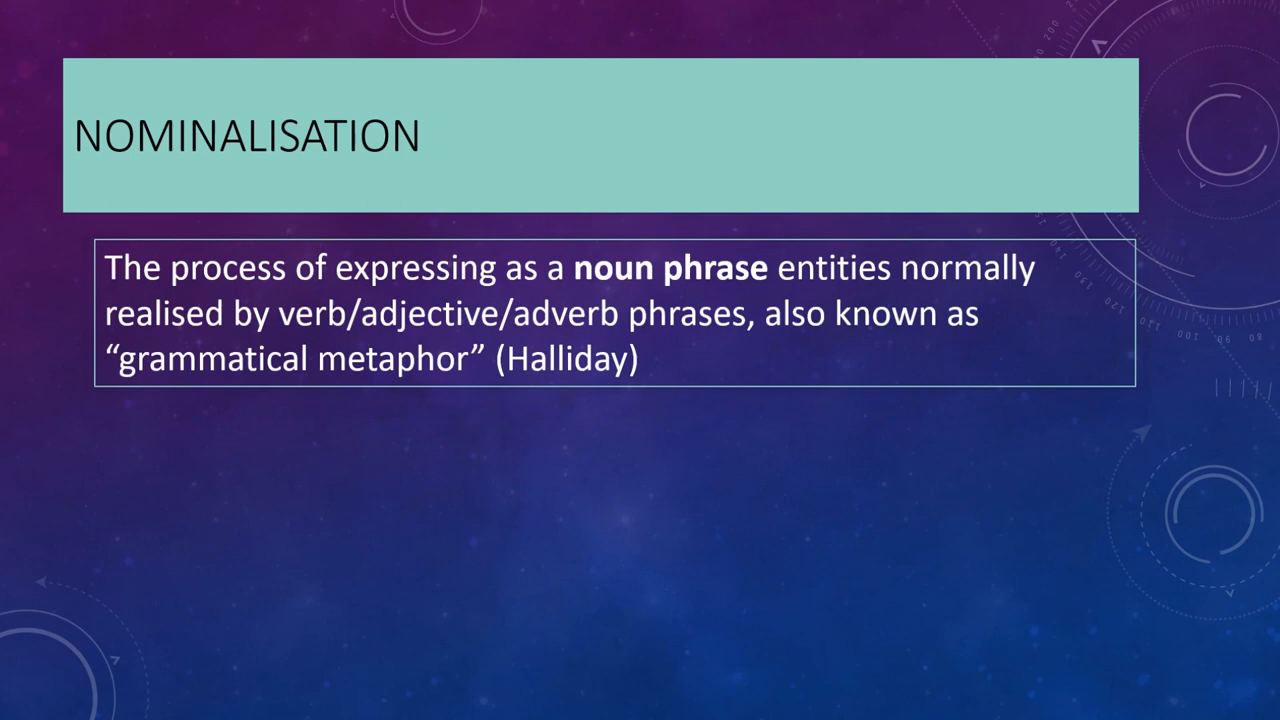 NOMINALISATION
The process of expressing as a noun phrase entities normally
realised by verb/adjective/adverb phrases, also known as
“grammatical metaphor” (Halliday)